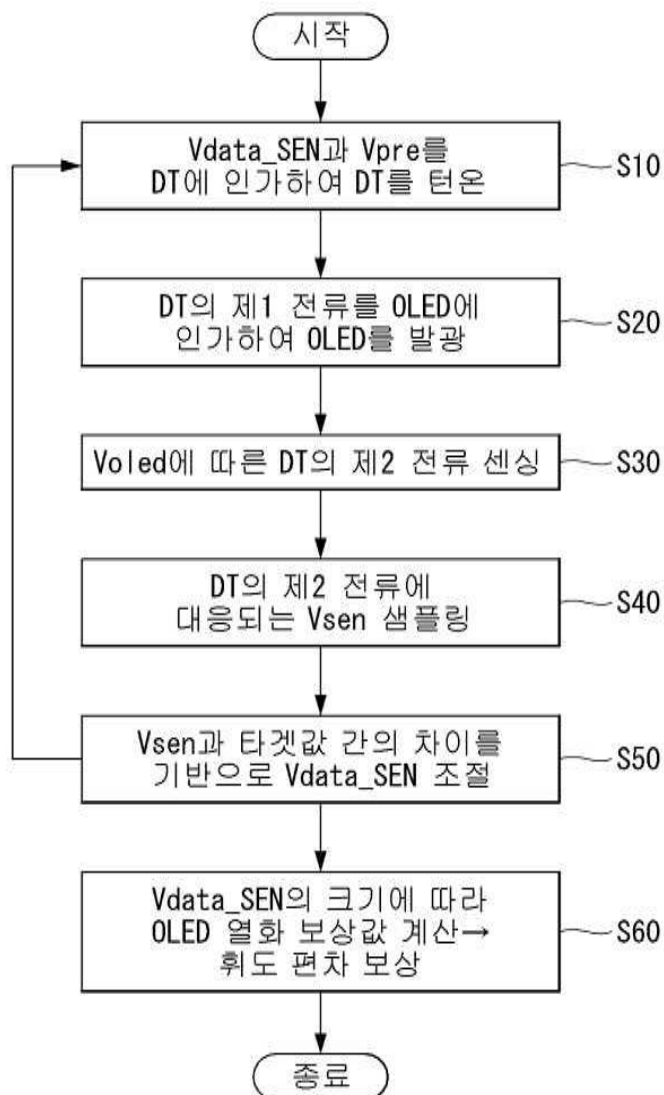 시작
Vdata_SEN과 Vpre를
DT에 인가하여 DT를 턴온
S10
DT의 제1 전류를 OLED에
인가하여 OLED를 발광
S20
Voled에 따른 DT의 제2 전류 센싱
S30
DT의 제2 전류에
대응되는 Vsen 샘플링
S40
Vsen과 타겟값 간의 차이를
기반으로 Vdata_SEN 조절
S50
Vdata_SEN의 크기에 따라
OLED 열화 보상값 계산→
휘도 편차 보상
S60
종료